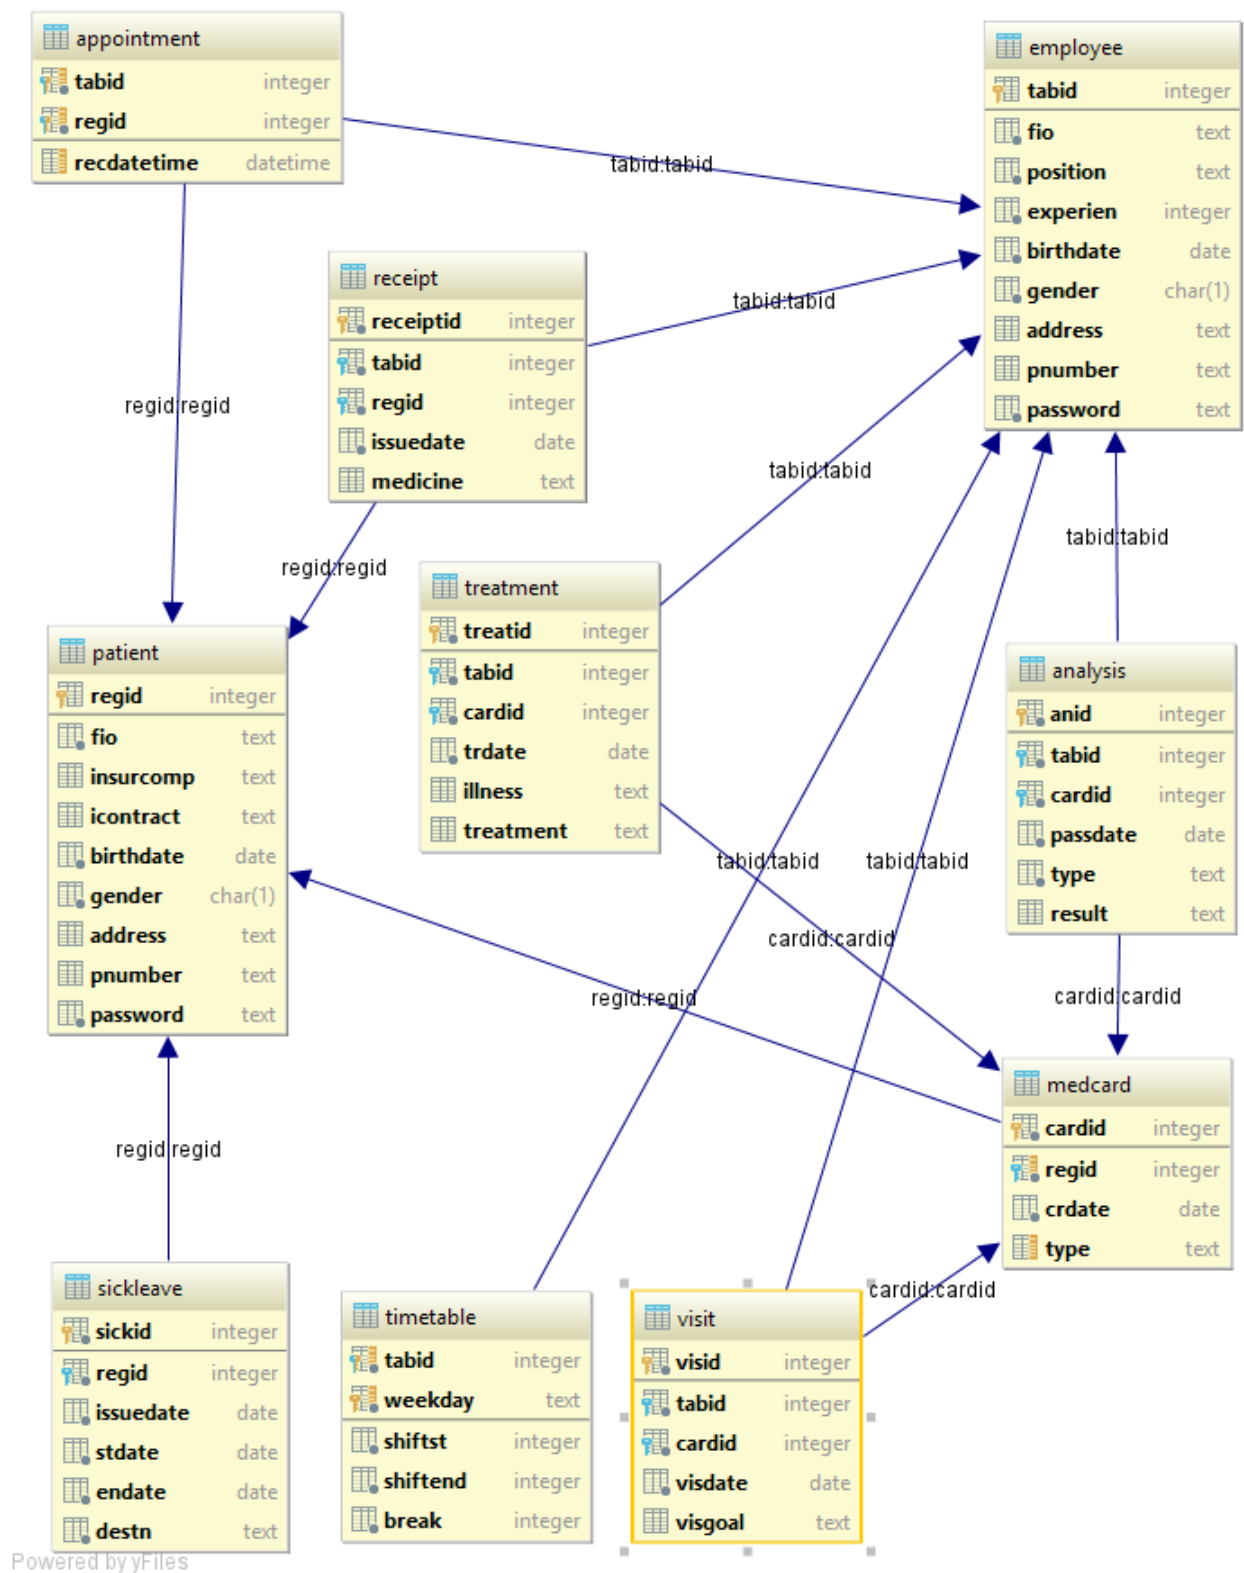 appointment
tabid integer
regid integer
recdatetime datetime
employee
tabid integer
fio text
position text
experien integer
birthdate date
gender char(1)
address text
pnumber text
password text
tabid:tabid
receipt
receiptid integer
tabid integer
regid integer
issuedate date
medicine text
tabid:tabid
regid:regid
tabid:tabid
regid:regid
treatment
treatid integer
tabid integer
cardid integer
trdate date
illness text
treatment text
tabid:tabid
patient
regid integer
fio text
insurcomp text
icontract text
birthdate date
gender char(1)
address text
pnumber text
password text
analysis
anid integer
tabid integer
cardid integer
passdate date
type text
result text
tabid:tabid
tabid:tabid
cardid:cardid
regid:regid
cardid:cardid
medcard
cardid integer
regid integer
crdate date
type text
regid:regid
cardid:cardid
sickleave
sickid integer
regid integer
issuedate date
stdate date
endate date
destn text
timetable
tabid integer
weekday text
shiftst integer
shiftend integer
break integer
visit
visid integer
tabid integer
cardid integer
visdate date
visgoal text
Powered by yFiles